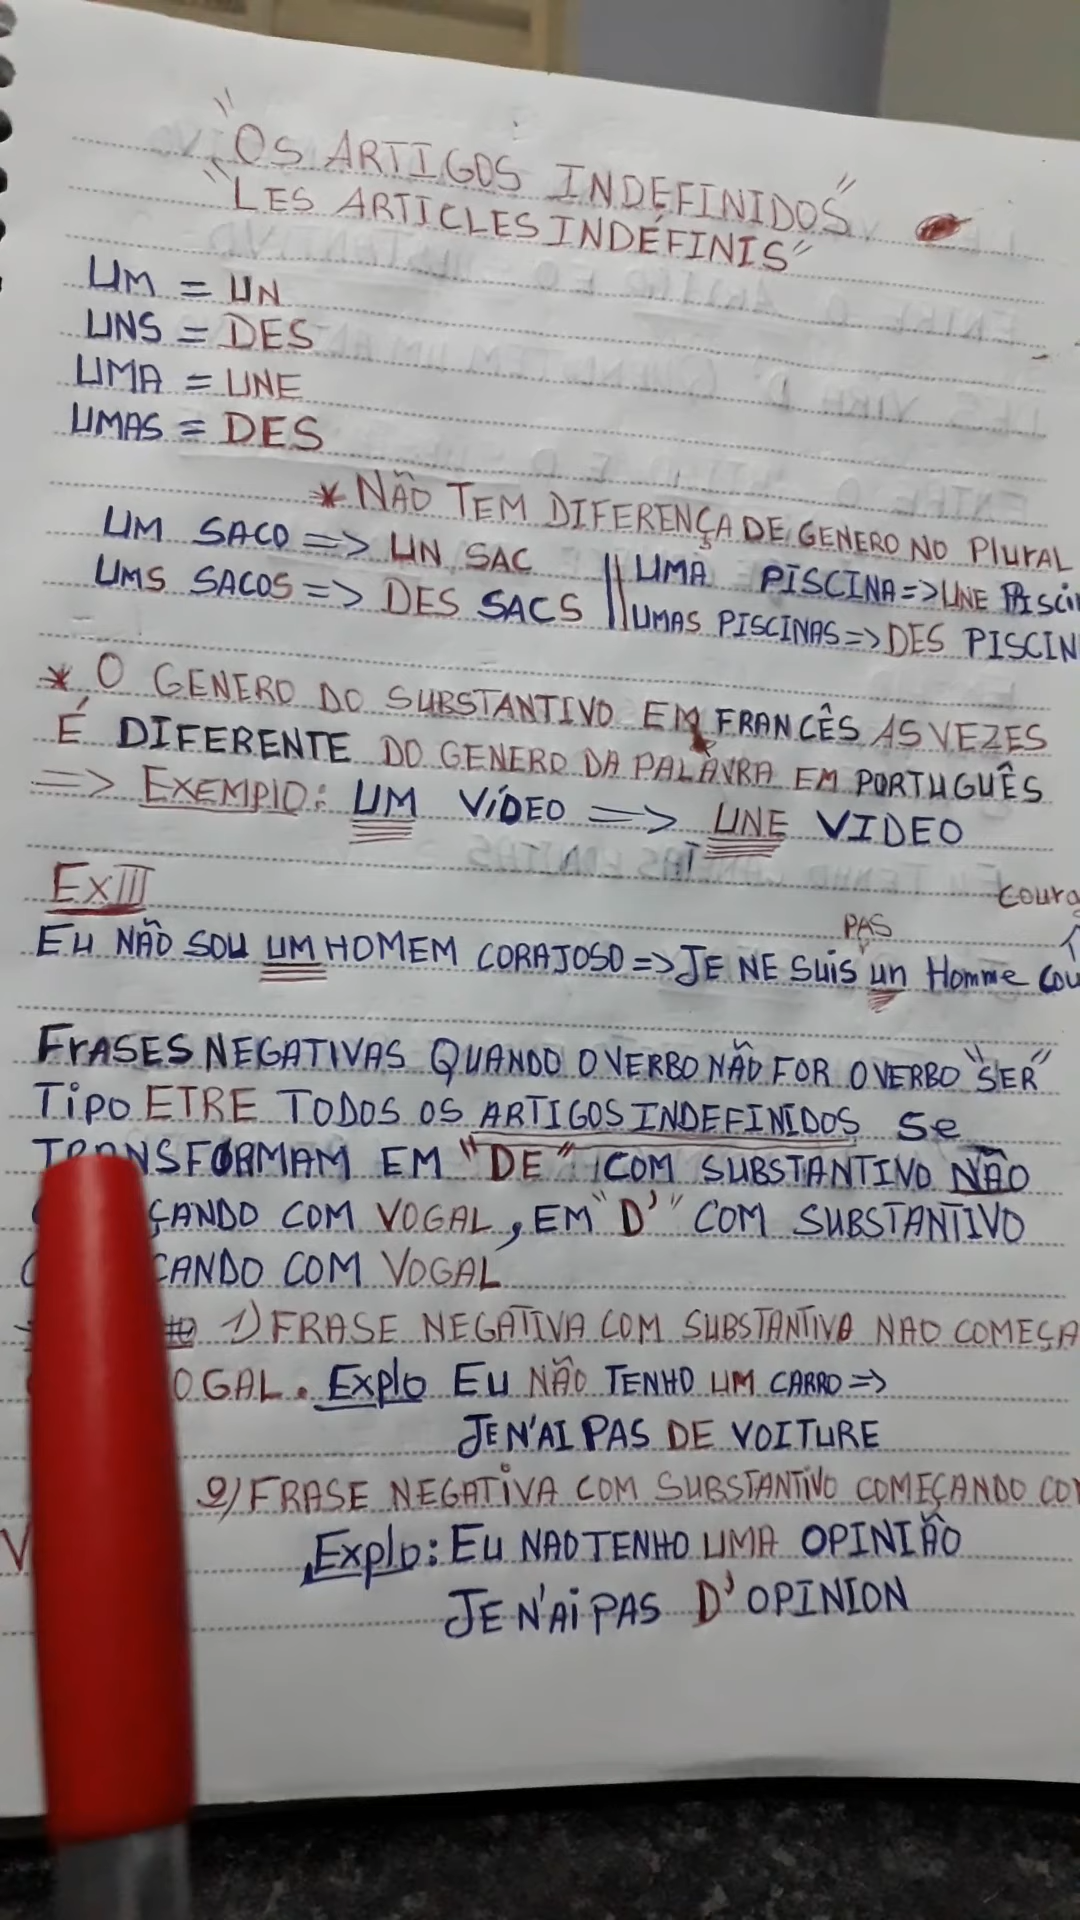 "OS ARTIGOS INDEFINIDOS"
"LES ARTICLES INDÉFINIS"
UM = UN
UNS = DES
UMA = UNE
UMAS = DES
* NÃO TEM DIFERENÇA DE GENERO NO PLURAL
UM SACO => UN SAC || UMA PISCINA => UNE
UMS SACOS => DES SACS || UMAS PISCINAS => DES PISCIN
* O GENERO DO SUBSTANTIVO EM FRANCÊS AS VEZES
É DIFERENTE DO GENERO DA PALAVRA EM PORTUGUÊS
=> EXEMPLO: UM VÍDEO => UNE VIDEO
EXIII
PAS
EU NÃO SOU UM HOMEM CORAJOSO => JE NE SUIS un Homme cou
FRASES NEGATIVAS QUANDO O VERBO NÃO FOR O VERBO "SER"
TIPO ETRE TODOS OS ARTIGOS INDEFINIDOS Se
TRANSFORMAM EM "DE" COM SUBSTANTIVO NÃO
ÇANDO COM VOGAL, EM "D'" COM SUBSTANTIVO
CANDO COM VOGAL
1) FRASE NEGATIVA COM SUBSTANTIVO NAO COMEÇA
OGAL. Explo EU NÃO TENHO UM CARRO =>
JE N'AI PAS DE VOITURE
2) FRASE NEGATIVA COM SUBSTANTIVO COMEÇANDO CO
V
Explo: EU NAO TENHO UMA OPINIÃO
JE N'Ai PAS D'OPINION